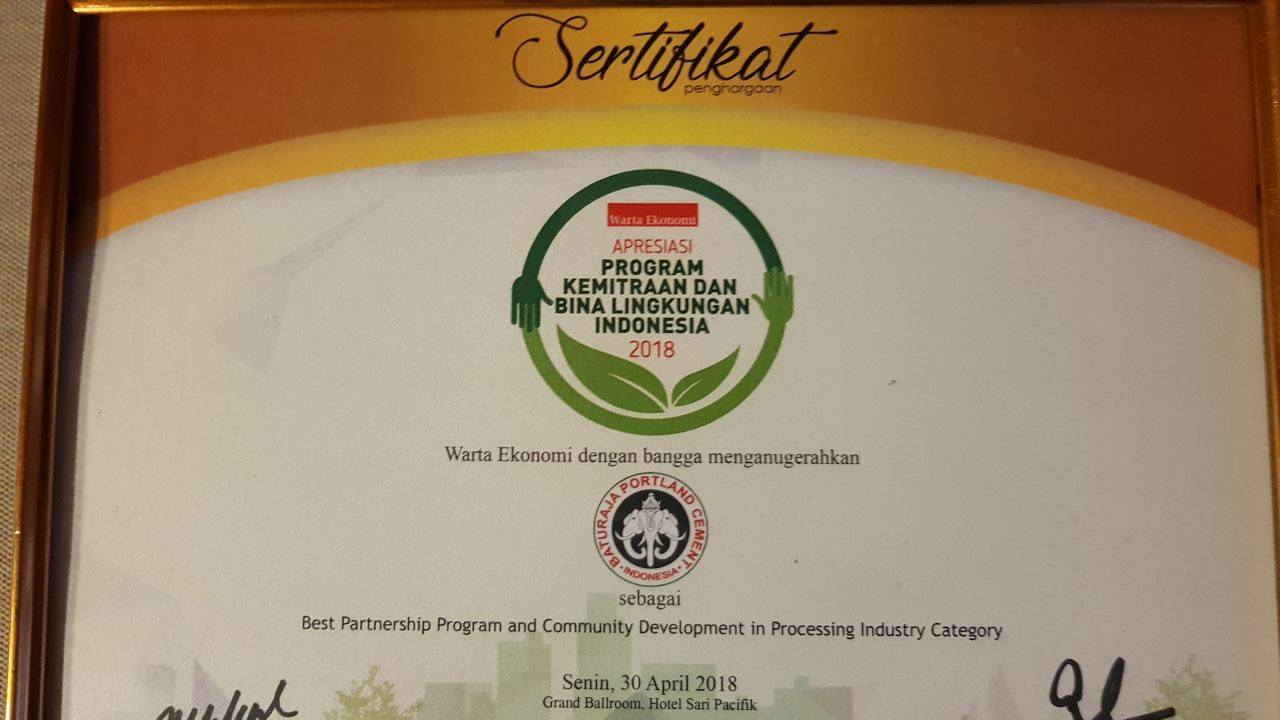 Sertifikat
penghargaan
Warta Ekonomi
APRESIASI
PROGRAM
KEMITRAAN DAN
BINA LINGKUNGAN
INDONESIA
2018
Warta Ekonomi dengan bangga menganugerahkan
BATURAJA PORTLAND CEMENT
INDONESIA
sebagai
Best Partnership Program and Community Development in Processing Industry Category
Senin, 30 April 2018
Grand Ballroom, Hotel Sari Pacifik